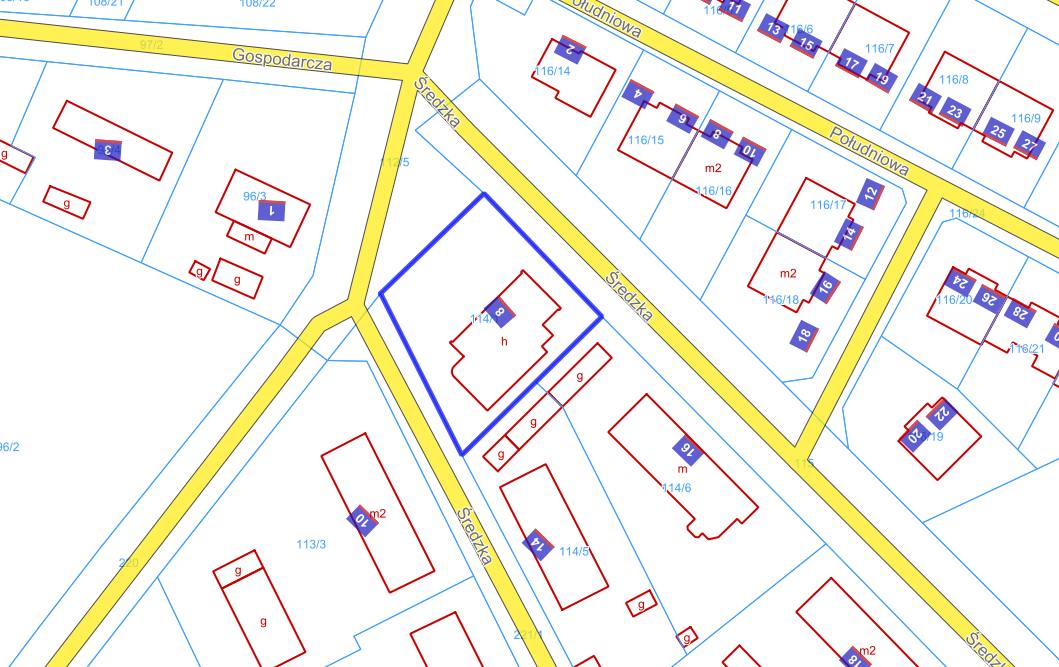 108/21
108/22
97/2
Gospodarcza
Średzka
Południowa
116/14
2
4
6
8
10
116/15
m2
116/16
11
13
116/6
15
17
116/7
19
116/8
21
23
25
116/9
27
Południowa
g
3
g
96/3
1
m
g
g
112/5
12
116/17
14
m2
16
116/18
18
116/24
24
116/20
26
28
116/21
22
20
Średzka
8
h
g
g
g
16
m
114/6
115
96/2
10
m2
113/3
14
114/5
Średzka
220
g
g
g
g
221/1
m2
18